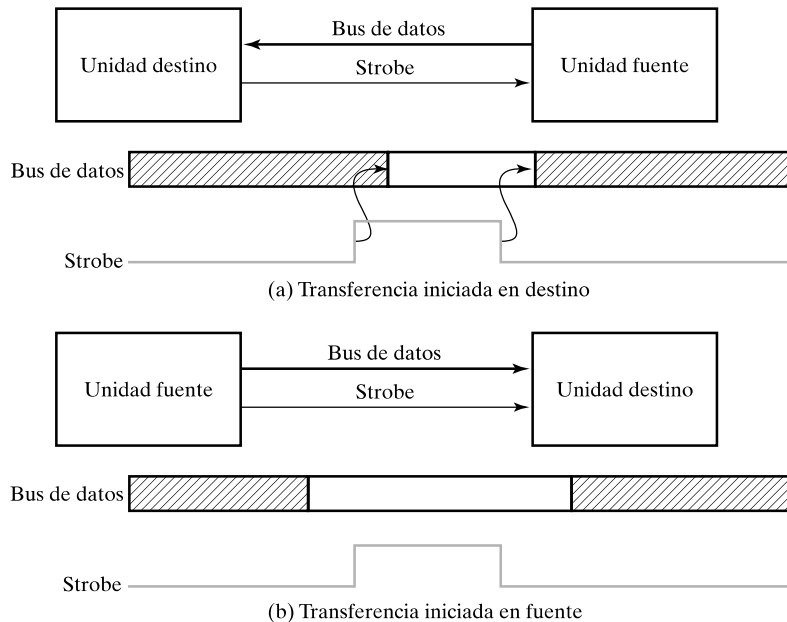 Unidad destino
Bus de datos
Strobe
Unidad fuente
Bus de datos
Strobe
(a) Transferencia iniciada en destino
Unidad fuente
Bus de datos
Strobe
Unidad destino
Bus de datos
Strobe
(b) Transferencia iniciada en fuente